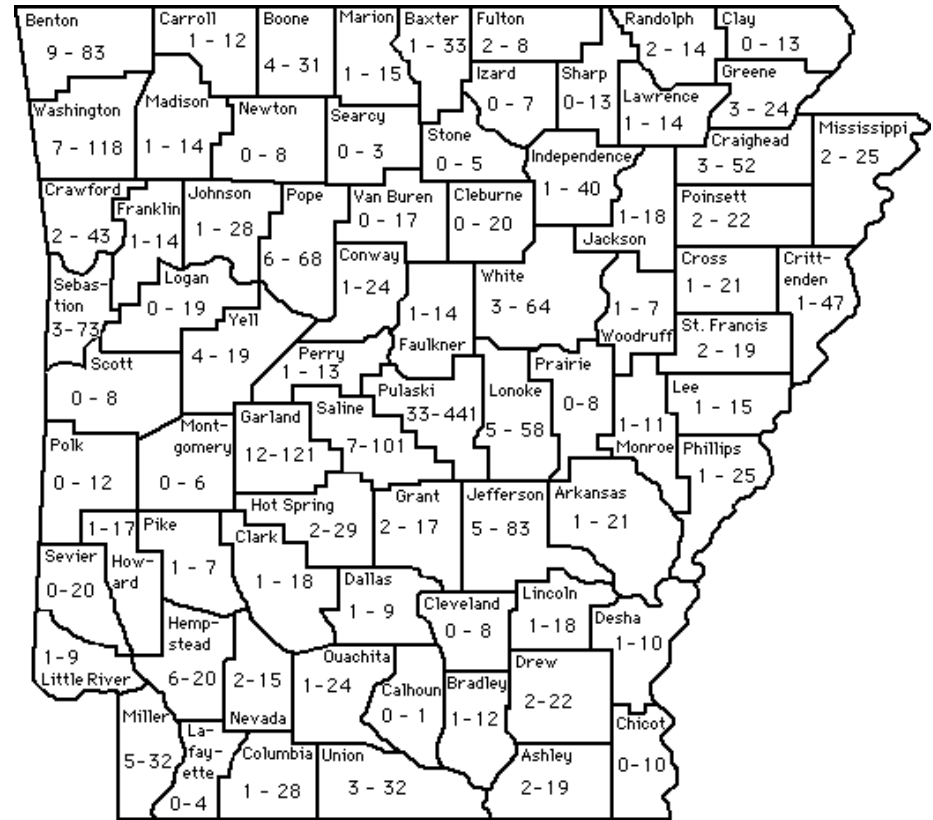 Benton
9 - 83
Carroll
1 - 12
Boone
4 - 31
Marion
1 - 15
Baxter
1 - 33
Fulton
2 - 8
Randolph
2 - 14
Clay
0 - 13
Izard
0 - 7
Sharp
0-13
Lawrence
1 - 14
Greene
3 - 24
Washington
7 - 118
Madison
1 - 14
Newton
0 - 8
Searcy
0 - 3
Stone
0 - 5
Independence
1 - 40
Craighead
3 - 52
Mississippi
2 - 25
Crawford
2 - 43
Franklin
1-14
Johnson
1 - 28
Pope
6 - 68
Van Buren
0 - 17
Cleburne
0 - 20
1-18
Jackson
Poinsett
2 - 22
Sebas-
tion
3-73
Logan
0 - 19
Conway
1-24
1-14
Faulkner
White
3 - 64
1 - 7
Woodruff
Cross
1 - 21
Critt-
enden
1-47
Yell
4 - 19
St. Francis
2 - 19
Scott
0 - 8
Perry
1 - 13
Pulaski
33-441
Lonoke
5 - 58
Prairie
0-8
Lee
1 - 15
Mont-
gomery
0 - 6
Garland
12-121
Saline
7-101
1-11
Monroe
Phillips
1 - 25
Polk
0 - 12
Hot Spring
2-29
Grant
2 - 17
Jefferson
5 - 83
Arkansas
1 - 21
1-17
How-
ard
Pike
1 - 7
Clark
1 - 18
Sevier
0-20
Dallas
1 - 9
Cleveland
0 - 8
Lincoln
1-18
Desha
1-10
1-9
Little River
Hemp-
stead
6-20
2-15
Nevada
Ouachita
1-24
Calhoun
0 - 1
Bradley
1-12
Drew
2-22
Miller
5-32
La-
fay-
ette
0-4
Columbia
1 - 28
Union
3 - 32
Ashley
2-19
Chicot
0-10